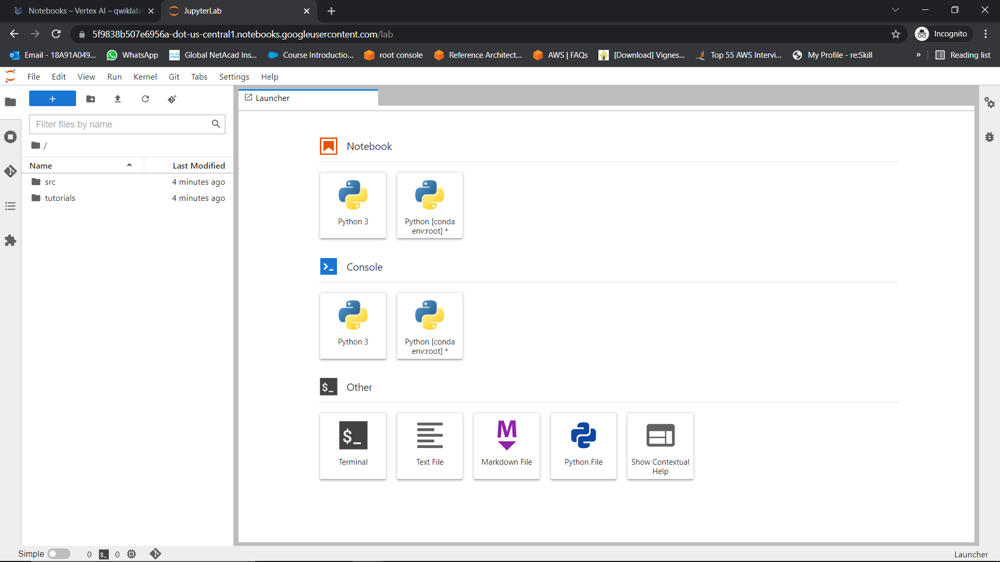 Notebooks – Vertex AI – qwiklabs
JupyterLab
5f9838b507e6956a-dot-us-central1.notebooks.googleusercontent.com/lab
Incognito
Email - 18A91A049...
WhatsApp
Global NetAcad Ins...
Course Introductio...
root console
Reference Architect...
AWS | FAQs
[Download] Vignes...
Top 55 AWS Intervi...
My Profile - re:Skill
»
Reading list
File Edit View Run Kernel Git Tabs Settings Help
Launcher
Filter files by name
/
Name Last Modified
src 4 minutes ago
tutorials 4 minutes ago
Notebook
Python 3
Python [conda
env:root] *
Console
Python 3
Python [conda
env:root] *
$_ Other
$_
M
Terminal
Text File
Markdown File
Python File
Show Contextual
Help
Simple 0 $_ 0
Launcher